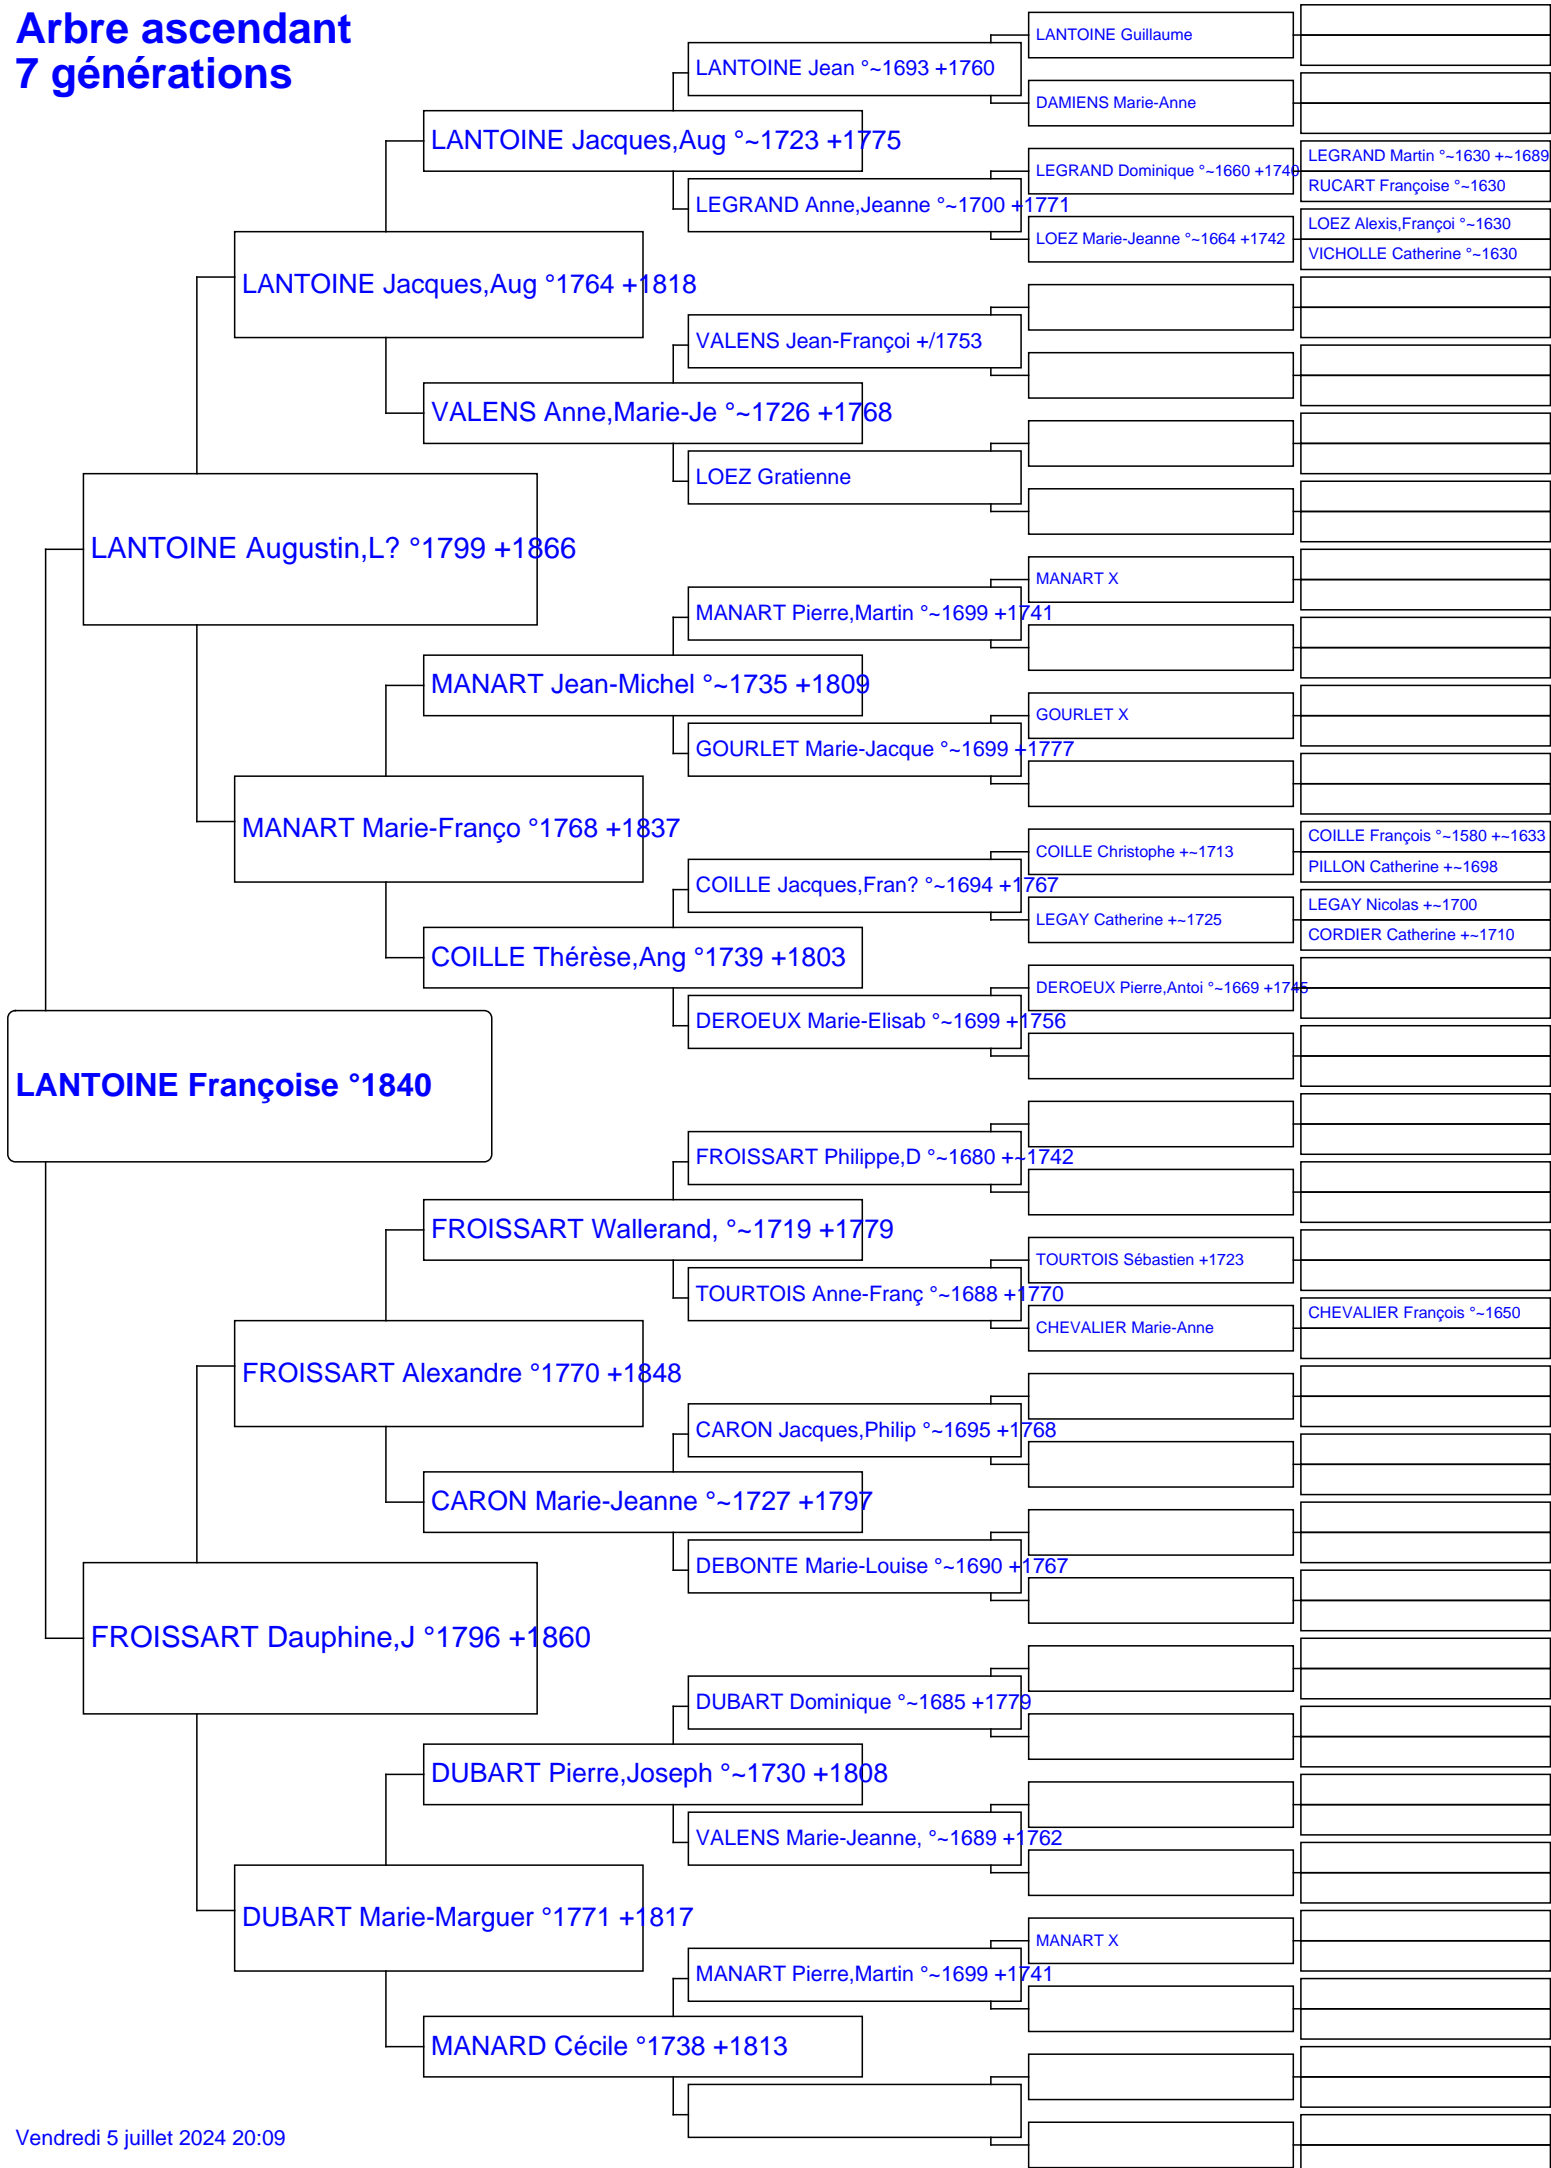 Arbre ascendant
7 générations
LANTOINE Guillaume
LANTOINE Jean °~1693 +1760
DAMIENS Marie-Anne
LANTOINE Jacques,Aug °~1723 +1775
LEGRAND Martin °~1630 +~1689
LEGRAND Dominique °~1660 +1740
RUCART Françoise °~1630
LEGRAND Anne,Jeanne °~1700 +1771
LOEZ Alexis,Françoi °~1630
LOEZ Marie-Jeanne °~1664 +1742
VICHOLLE Catherine °~1630
LANTOINE Jacques,Aug °1764 +1818
VALENS Jean-Françoi +/1753
VALENS Anne,Marie-Je °~1726 +1768
LOEZ Gratienne
LANTOINE Augustin,L? °1799 +1866
MANART X
MANART Pierre,Martin °~1699 +1741
MANART Jean-Michel °~1735 +1809
GOURLET X
GOURLET Marie-Jacque °~1699 +1777
MANART Marie-Franço °1768 +1837
COILLE François °~1580 +~1633
COILLE Christophe +~1713
PILLON Catherine +~1698
COILLE Jacques,Fran? °~1694 +1767
LEGAY Nicolas +~1700
LEGAY Catherine +~1725
CORDIER Catherine +~1710
COILLE Thérèse,Ang °1739 +1803
DEROEUX Pierre,Antoi °~1669 +1745
DEROEUX Marie-Elisab °~1699 +1756
LANTOINE Françoise °1840
FROISSART Philippe,D °~1680 +~1742
FROISSART Wallerand, °~1719 +1779
TOURTOIS Sébastien +1723
TOURTOIS Anne-Franç °~1688 +1770
CHEVALIER François °~1650
CHEVALIER Marie-Anne
FROISSART Alexandre °1770 +1848
CARON Jacques,Philip °~1695 +1768
CARON Marie-Jeanne °~1727 +1797
DEBONTE Marie-Louise °~1690 +1767
FROISSART Dauphine,J °1796 +1860
DUBART Dominique °~1685 +1779
DUBART Pierre,Joseph °~1730 +1808
VALENS Marie-Jeanne, °~1689 +1762
DUBART Marie-Marguer °1771 +1817
MANART X
MANART Pierre,Martin °~1699 +1741
MANARD Cécile °1738 +1813
Vendredi 5 juillet 2024 20:09